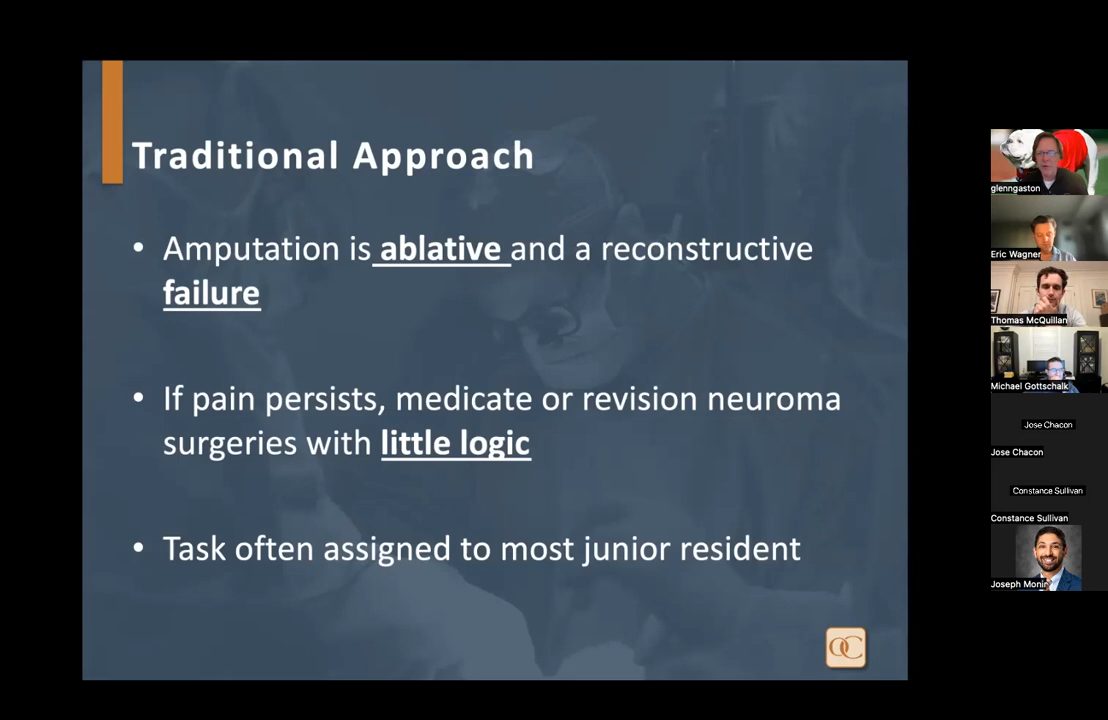 Traditional Approach
• Amputation is ablative and a reconstructive
failure
• If pain persists, medicate or revision neuroma
surgeries with little logic
• Task often assigned to most junior resident
OC
glenngaston
Eric Wagner
Thomas McQuillan
Michael Gottschalk
Jose Chacon
Jose Chacon
Constance Sullivan
Constance Sullivan
Joseph Monir